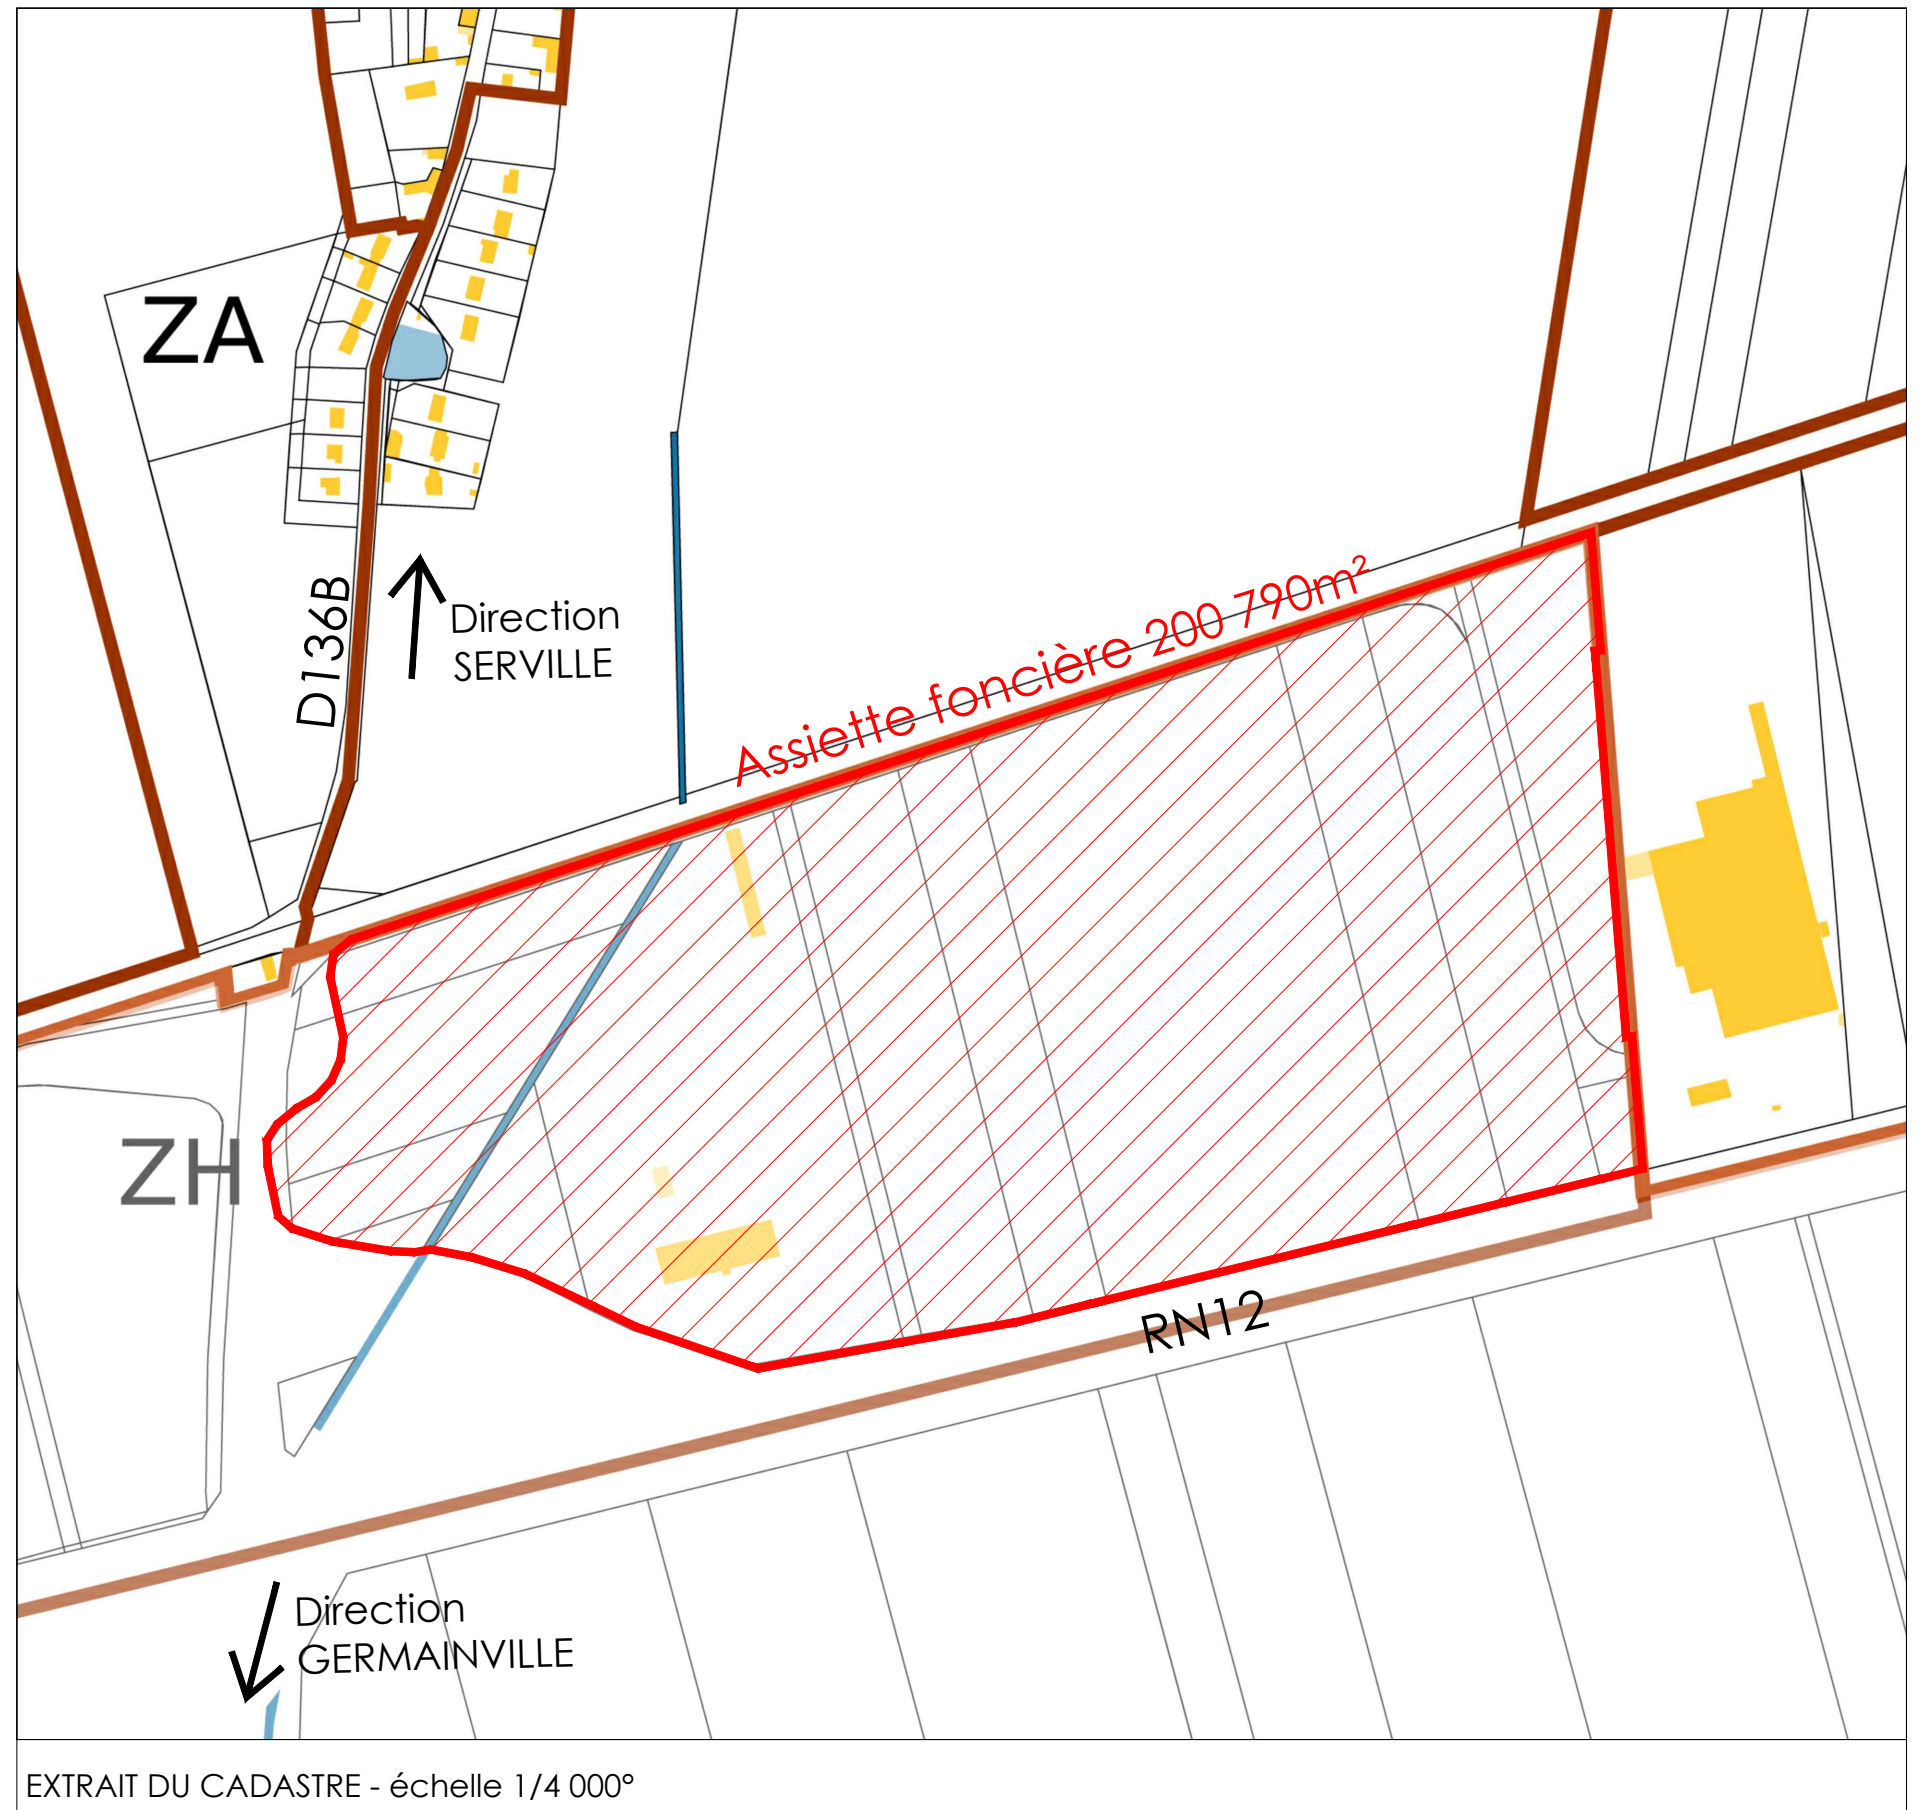 ZA
D136B
Direction
SERVILLE
Assiette foncière 200 790m²
ZH
RN12
Direction
GERMAINVILLE
EXTRAIT DU CADASTRE - échelle 1/4 000°